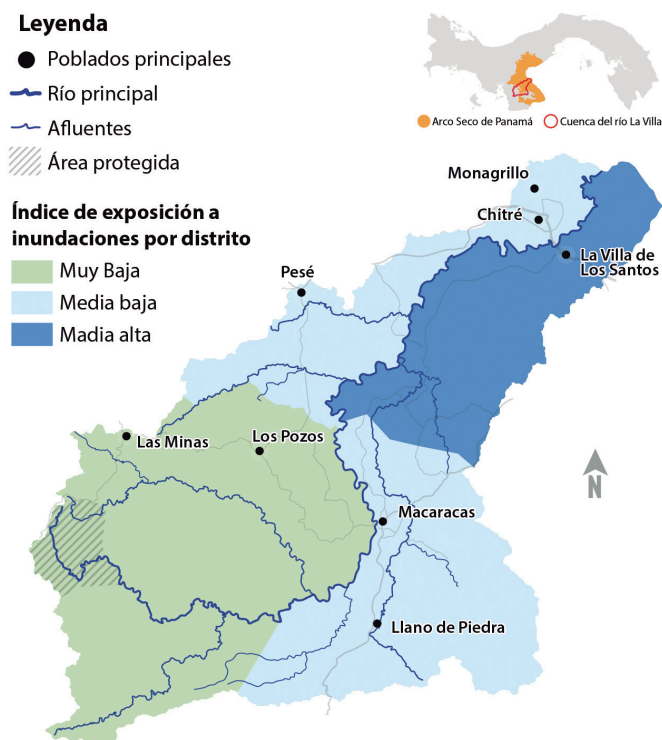 Leyenda
Poblados principales
Río principal
Afluentes
Área protegida
Índice de exposición a
inundaciones por distrito
Muy Baja
Media baja
Madia alta
Arco Seco de Panamá
Cuenca del río La Villa
Monagrillo
Chitré
La Villa de
Los Santos
Pesé
Las Minas
Los Pozos
Macaracas
Llano de Piedra
N